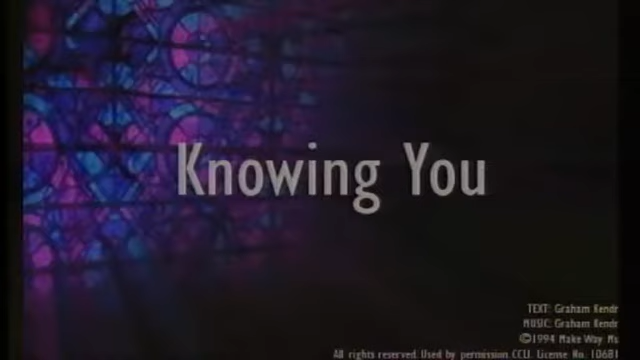 Knowing You
TEXT: Graham Kendr
MUSIC: Graham Kendr
©1994 Make Way Mu
All rights reserved. Used by permission CCLI. License No. 10681